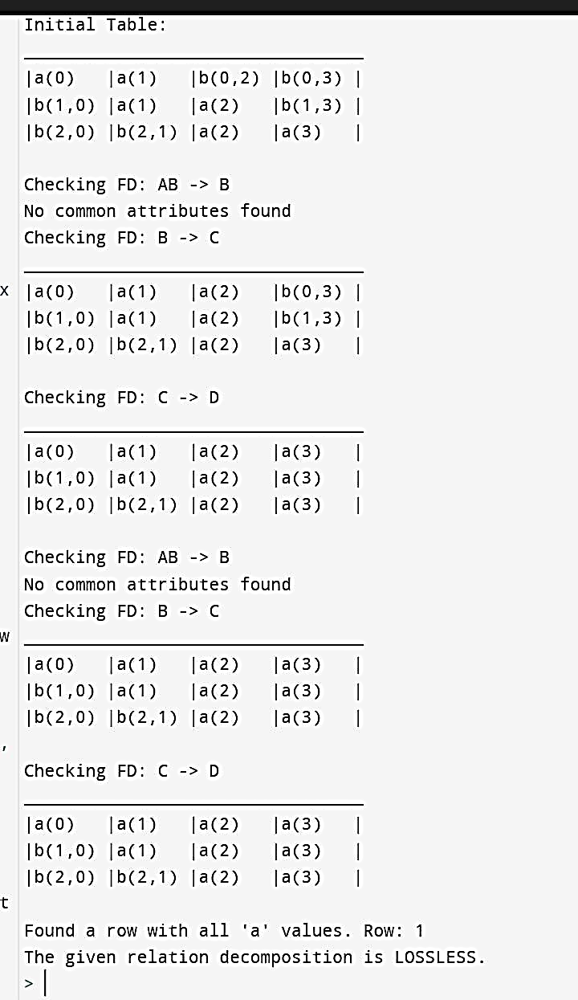 Initial Table:
|a(0)   |a(1)   |b(0,2) |b(0,3) |
|b(1,0) |a(1)   |a(2)   |b(1,3) |
|b(2,0) |b(2,1) |a(2)   |a(3)   |
Checking FD: AB -> B
No common attributes found
Checking FD: B -> C
x
|a(0)   |a(1)   |a(2)   |b(0,3) |
|b(1,0) |a(1)   |a(2)   |b(1,3) |
|b(2,0) |b(2,1) |a(2)   |a(3)   |
Checking FD: C -> D
|a(0)   |a(1)   |a(2)   |a(3)   |
|b(1,0) |a(1)   |a(2)   |a(3)   |
|b(2,0) |b(2,1) |a(2)   |a(3)   |
Checking FD: AB -> B
No common attributes found
Checking FD: B -> C
w
|a(0)   |a(1)   |a(2)   |a(3)   |
|b(1,0) |a(1)   |a(2)   |a(3)   |
|b(2,0) |b(2,1) |a(2)   |a(3)   |
,
Checking FD: C -> D
|a(0)   |a(1)   |a(2)   |a(3)   |
|b(1,0) |a(1)   |a(2)   |a(3)   |
|b(2,0) |b(2,1) |a(2)   |a(3)   |
t
Found a row with all 'a' values. Row: 1
The given relation decomposition is LOSSLESS.
>